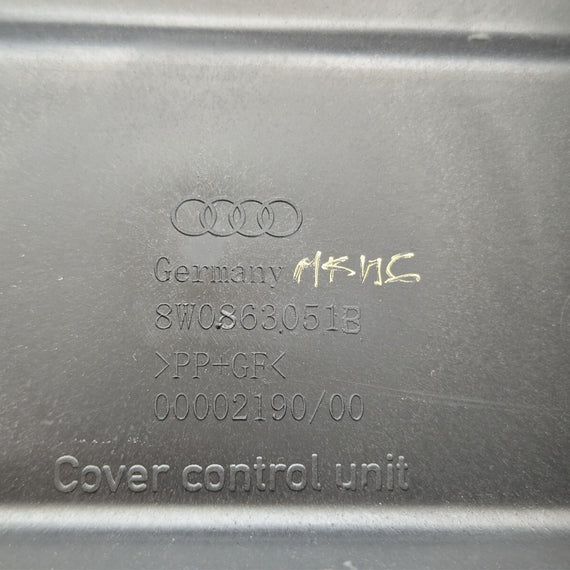 Germany
8W0863051B
>PP+GF<
00002190/00
Cover control unit